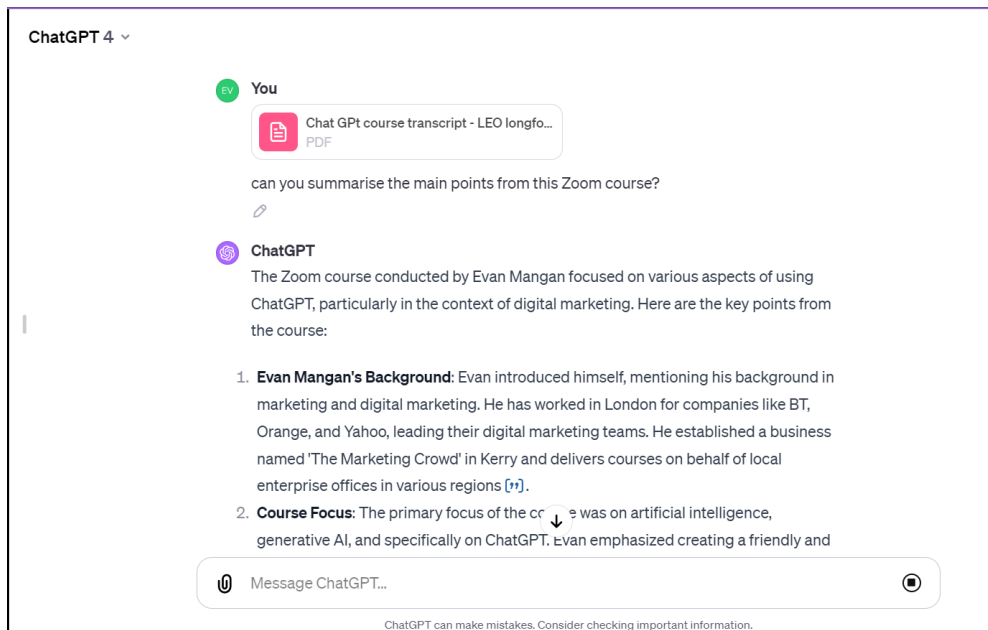 ChatGPT 4
EV You
Chat GPt course transcript - LEO longfo...
PDF
can you summarise the main points from this Zoom course?
ChatGPT
The Zoom course conducted by Evan Mangan focused on various aspects of using
ChatGPT, particularly in the context of digital marketing. Here are the key points from
the course:
1. Evan Mangan's Background: Evan introduced himself, mentioning his background in
marketing and digital marketing. He has worked in London for companies like BT,
Orange, and Yahoo, leading their digital marketing teams. He established a business
named 'The Marketing Crowd' in Kerry and delivers courses on behalf of local
enterprise offices in various regions [”].
2. Course Focus: The primary focus of the course was on artificial intelligence,
generative AI, and specifically on ChatGPT. Evan emphasized creating a friendly and
Message ChatGPT...
ChatGPT can make mistakes. Consider checking important information.